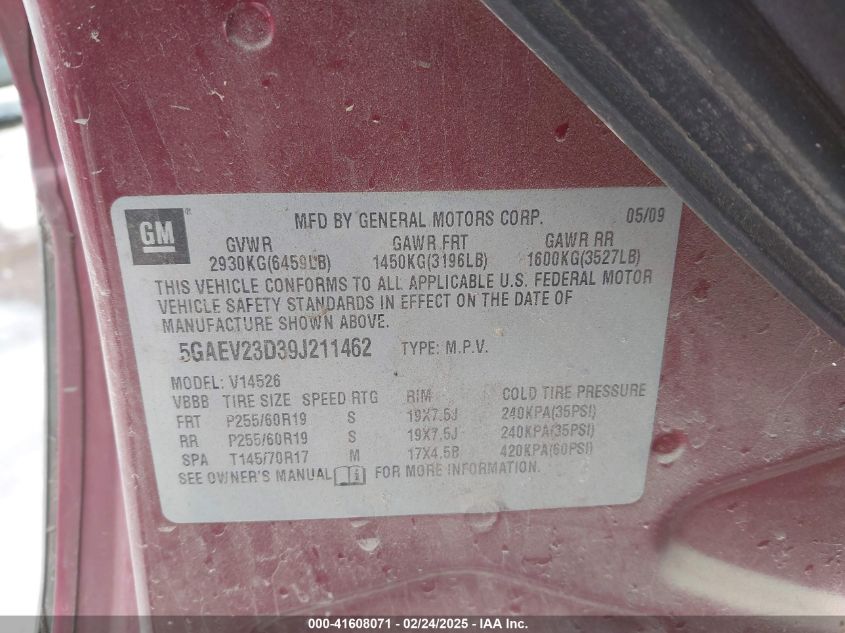 GM ® MFD BY GENERAL MOTORS CORP. 05/09
GVWR GAWR FRT GAWR RR
2930KG(6459LB) 1450KG(3196LB) 1600KG(3527LB)
THIS VEHICLE CONFORMS TO ALL APPLICABLE U.S. FEDERAL MOTOR
VEHICLE SAFETY STANDARDS IN EFFECT ON THE DATE OF
MANUFACTURE SHOWN ABOVE.
5GAEV23D39J211462 TYPE: M.P.V.
MODEL: V14526
VBBB TIRE SIZE SPEED RTG RIM COLD TIRE PRESSURE
FRT P255/60R19 S 19X7.5J 240KPA(35PSI)
RR P255/60R19 S 19X7.5J 240KPA(35PSI)
SPA T145/70R17 M 17X4.5B 420KPA(60PSI)
SEE OWNER'S MANUAL FOR MORE INFORMATION.
000-41608071 - 02/24/2025 - IAA Inc.